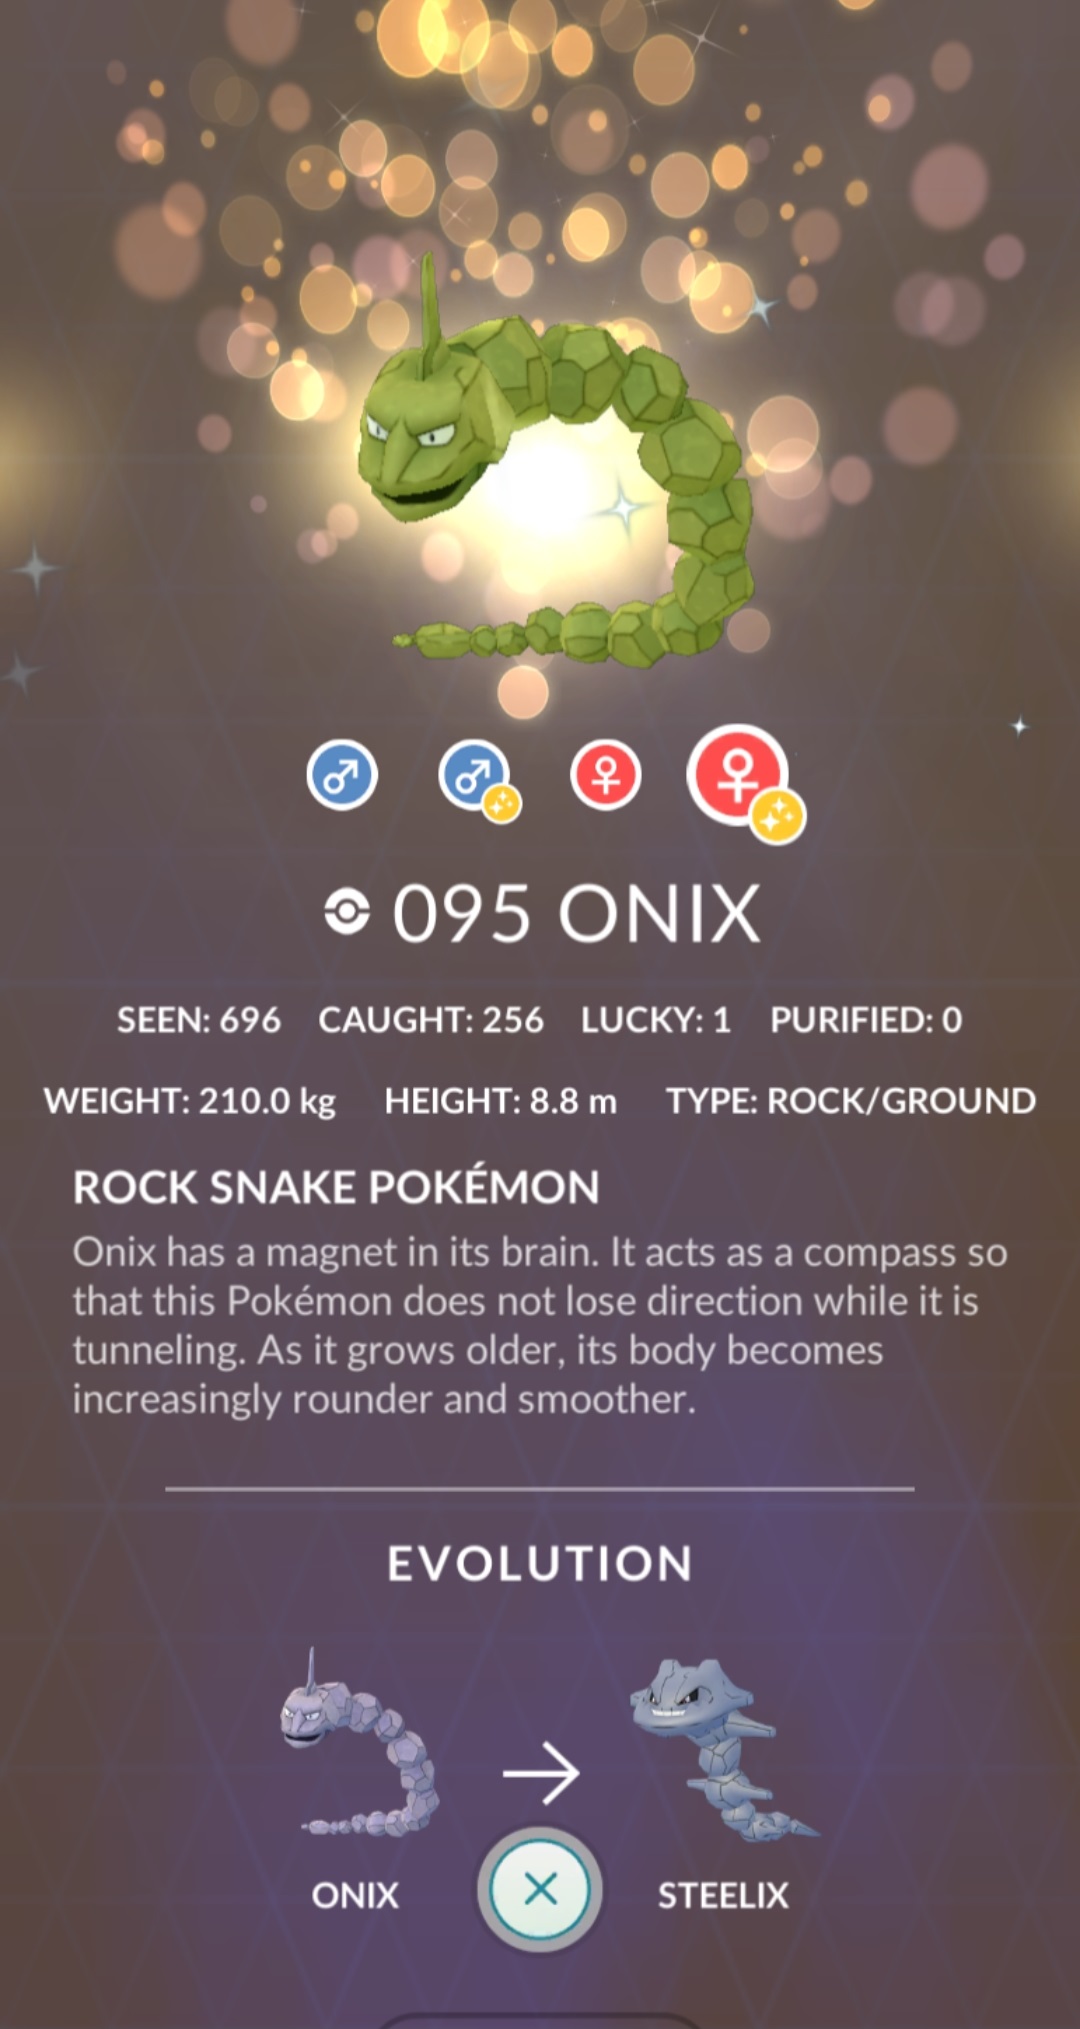 095 ONIX
SEEN: 696 CAUGHT: 256 LUCKY: 1 PURIFIED: 0
WEIGHT: 210.0 kg HEIGHT: 8.8 m TYPE: ROCK/GROUND
ROCK SNAKE POKÉMON
Onix has a magnet in its brain. It acts as a compass so
that this Pokémon does not lose direction while it is
tunneling. As it grows older, its body becomes
increasingly rounder and smoother.
EVOLUTION
ONIX STEELIX